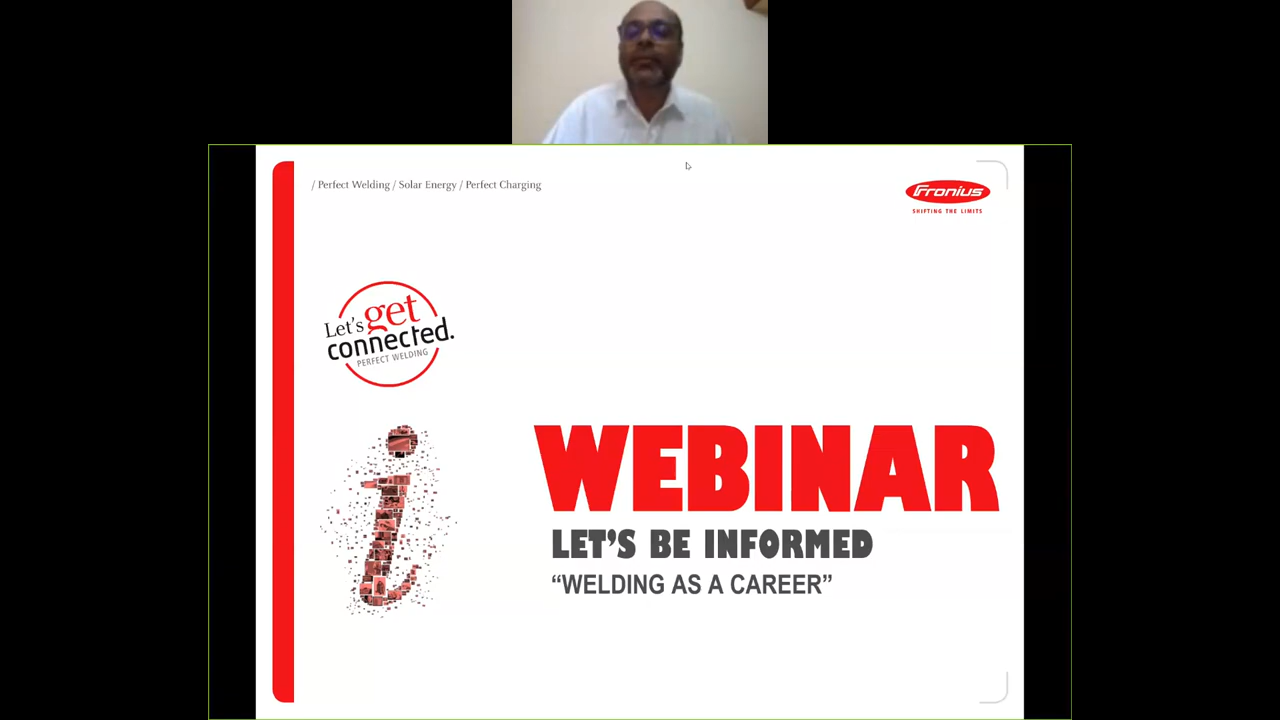 / Perfect Welding / Solar Energy / Perfect Charging
Fronius
SHIFTING THE LIMITS
Let's get
connected.
PERFECT WELDING
WEBINAR
LET'S BE INFORMED
“WELDING AS A CAREER”